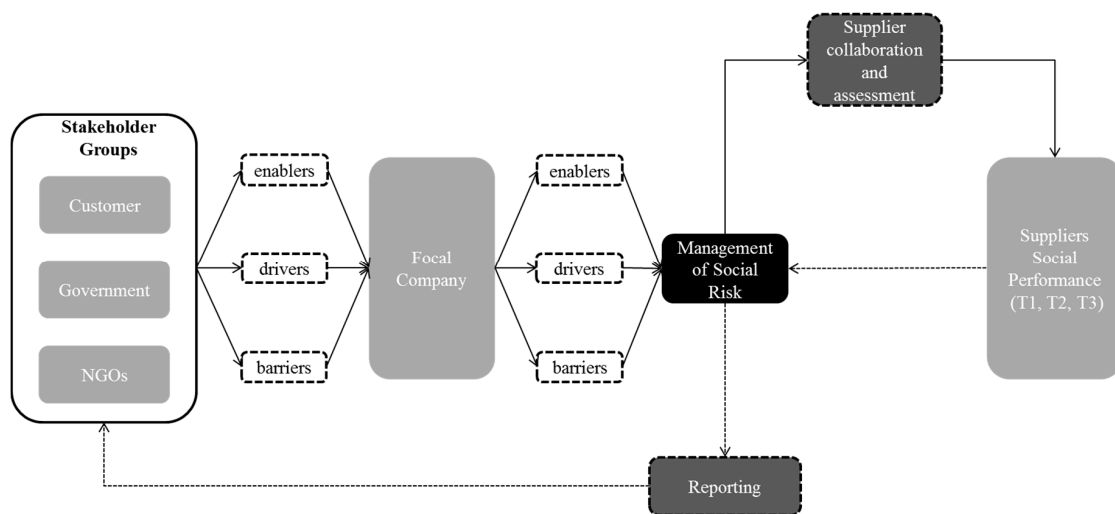 Stakeholder
Groups
Customer
Government
NGOs
enablers
drivers
barriers
Focal
Company
enablers
drivers
barriers
Management
of Social
Risk
Supplier
collaboration
and
assessment
Suppliers
Social
Performance
(T1, T2, T3)
Reporting